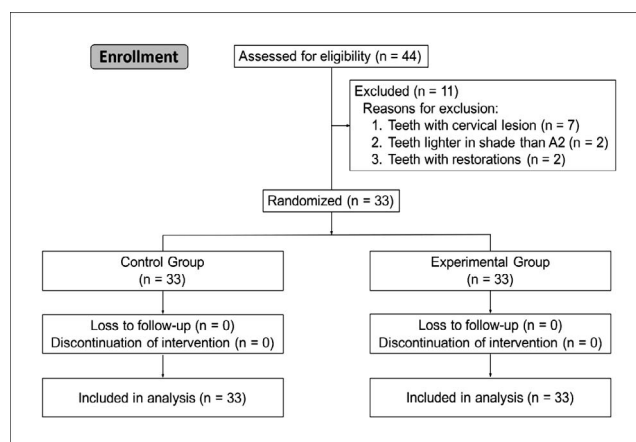 Enrollment
Assessed for eligibility (n = 44)
Excluded (n = 11)
Reasons for exclusion:
1. Teeth with cervical lesion (n = 7)
2. Teeth lighter in shade than A2 (n = 2)
3. Teeth with restorations (n = 2)
Randomized (n = 33)
Control Group
(n = 33)
Experimental Group
(n = 33)
Loss to follow-up (n = 0)
Discontinuation of intervention (n = 0)
Loss to follow-up (n = 0)
Discontinuation of intervention (n = 0)
Included in analysis (n = 33)
Included in analysis (n = 33)